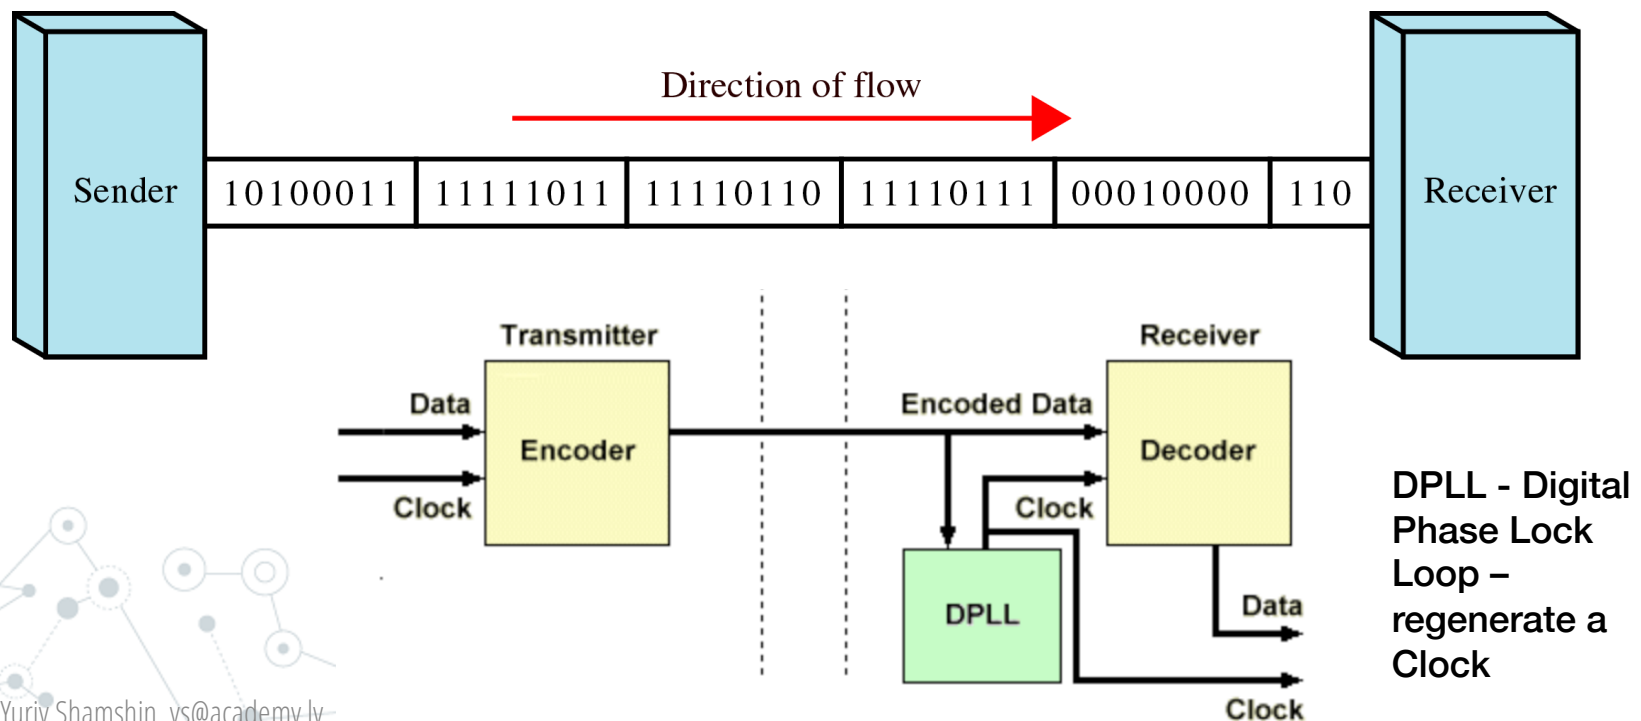 Direction of flow
Sender
10100011 11111011 11110110 11110111 00010000 110
Receiver
Transmitter
Receiver
Data
Encoded Data
Encoder
Decoder
Clock
Clock
DPLL - Digital
Phase Lock
Loop –
regenerate a
Clock
DPLL
Data
Clock
Yuriy Shamshin, vs@academy.lv